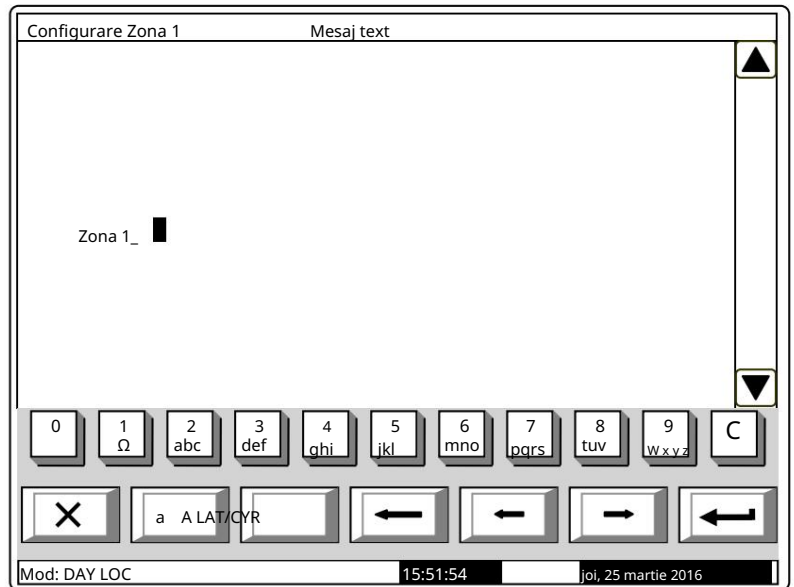 Configurare Zona 1 Mesaj text
Zona 1_
0 1 2 3 4 5 6 7 8 9 C
Ω abc def ghi jkl mno pqrs tuv W x y z
a A LAT/CYR
Mod: DAY LOC 15:51:54 joi, 25 martie 2016